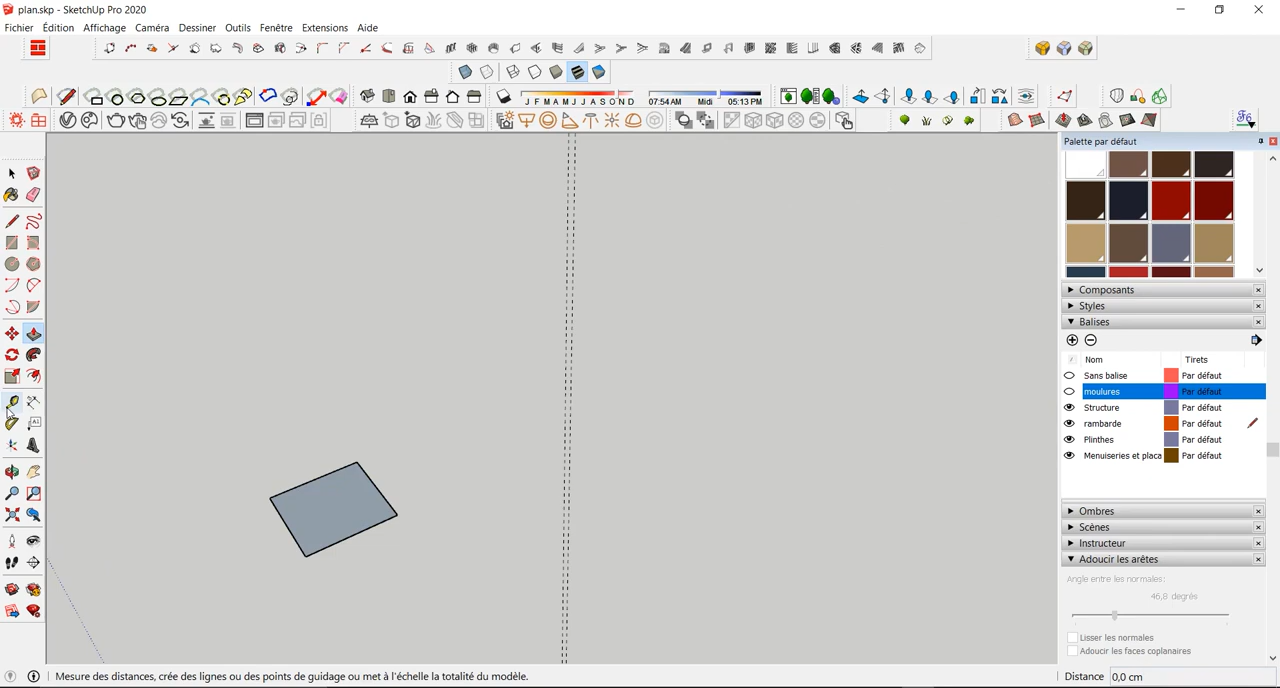 plan.skp - SketchUp Pro 2020
Fichier Édition Affichage Caméra Dessiner Outils Fenêtre Extensions Aide
J F M A M J J A S O N D 07:54 AM Midi 05:13 PM
Palette par défaut
Composants
Styles
Balises
Nom Tirets
Sans balise Par défaut
moulures Par défaut
Structure Par défaut
rambarde Par défaut
Plinthes Par défaut
Menuiseries et placa Par défaut
Ombres
Scènes
Instructeur
Adoucir les arêtes
Angle entre les normales:
46,8 degrés
Lisser les normales
Adoucir les faces coplanaires
Mesure des distances, crée des lignes ou des points de guidage ou met à l'échelle la totalité du modèle.
Distance 0,0 cm